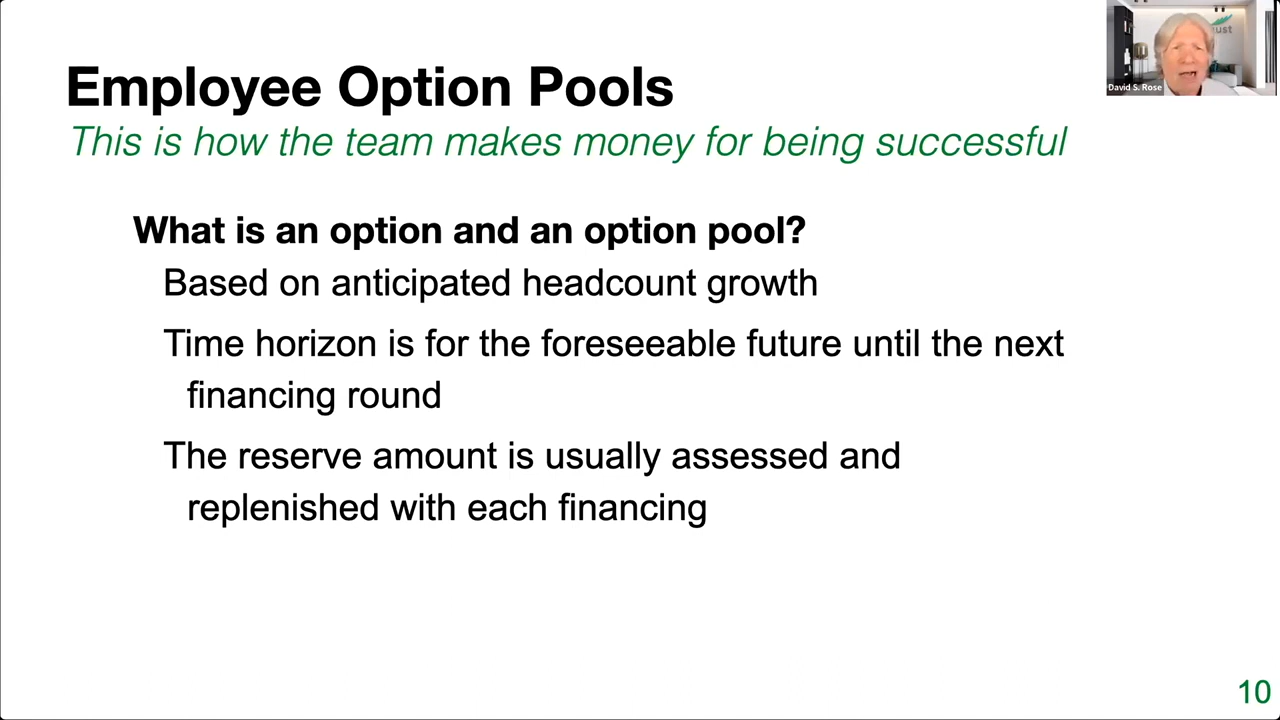 Employee Option Pools
This is how the team makes money for being successful
What is an option and an option pool?
Based on anticipated headcount growth
Time horizon is for the foreseeable future until the next
financing round
The reserve amount is usually assessed and
replenished with each financing
David S. Rose
10